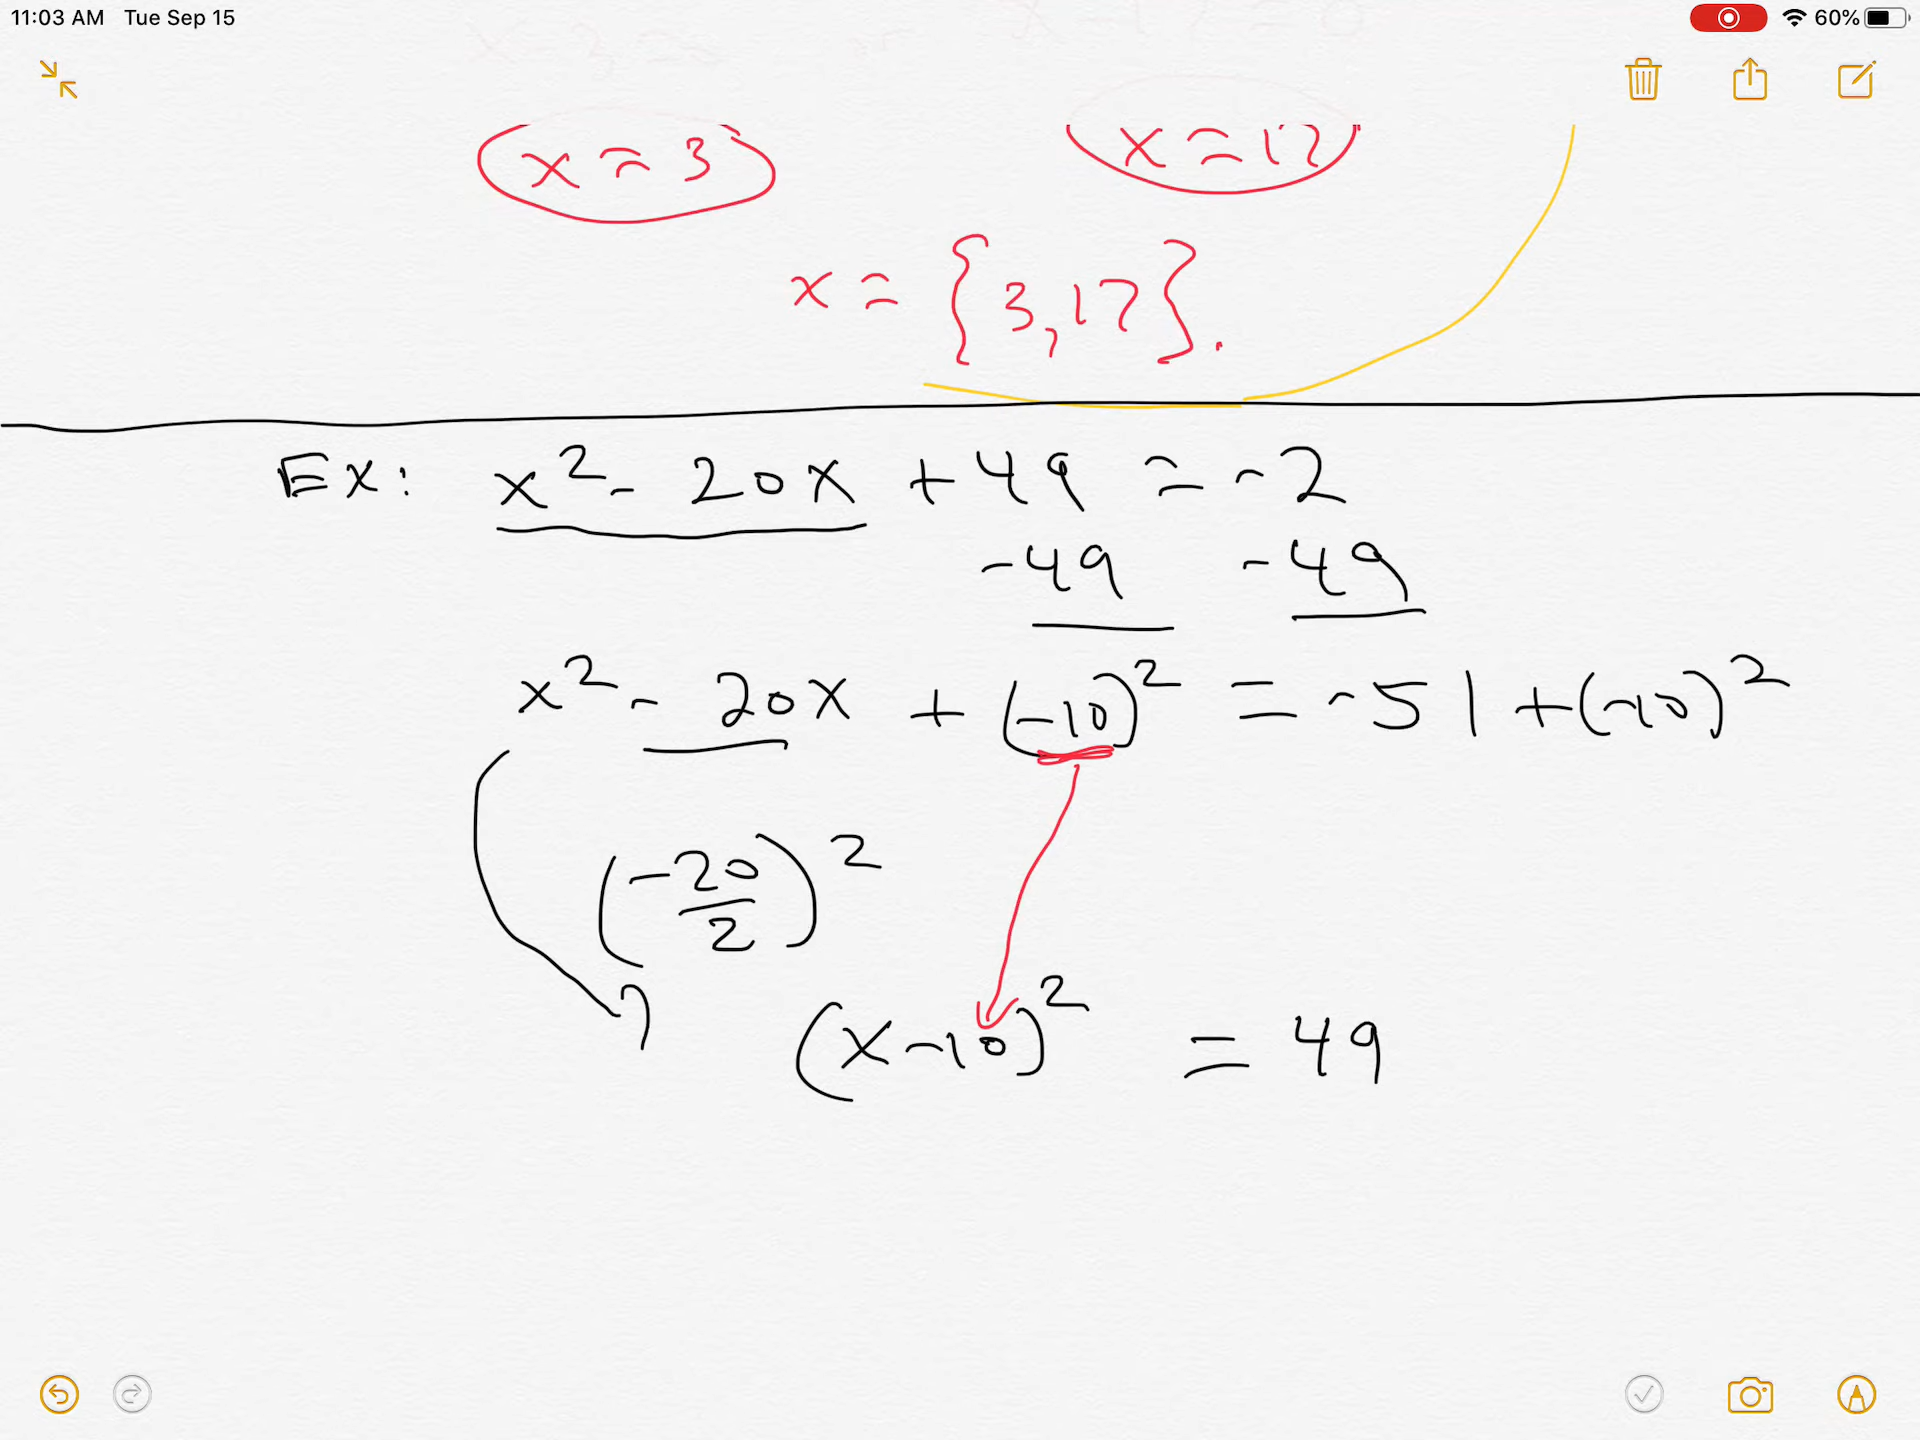 11:03 AM Tue Sep 15 60%
x = 3 x = 17
x = {3,17}.
Ex: x² - 20x + 49 = -2
-49 -49
x² - 20x + (-10)² = -51 + (-10)²
(-20/2)²
(x-10)² = 49